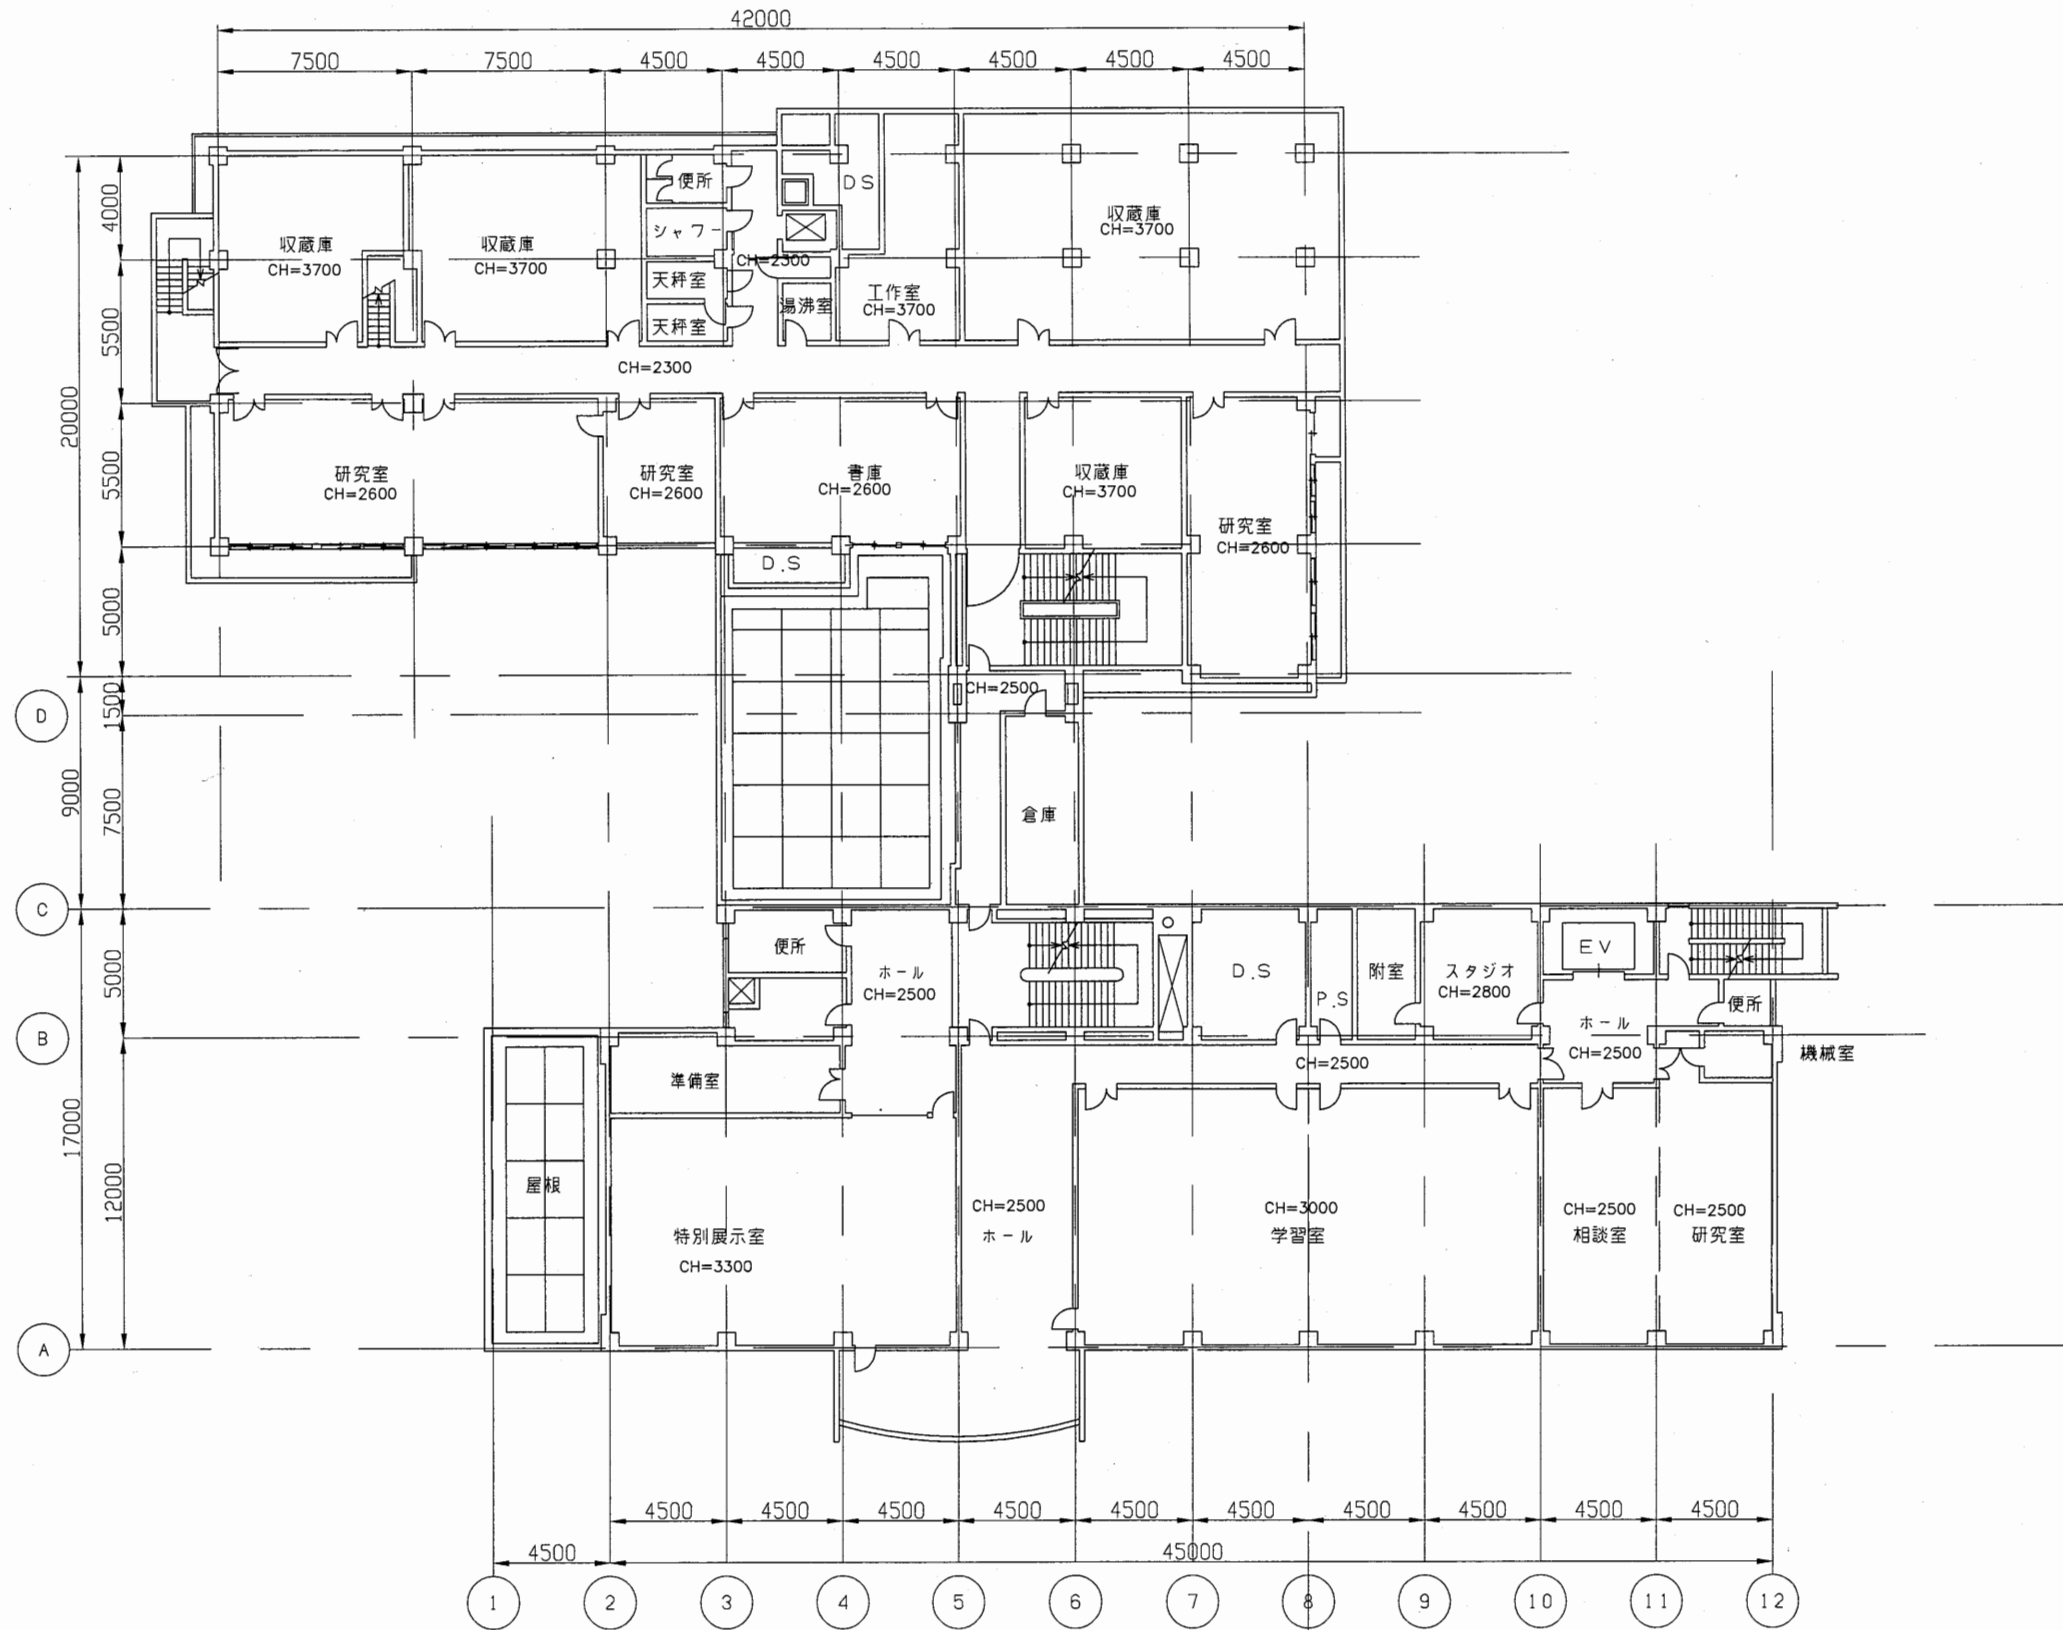 42000
7500 7500 4500 4500 4500 4500 4500 4500
4000
5500
20000
5500
5000
1500
9000
7500
5000
17000
12000
D
C
B
A
収蔵庫
CH=3700
収蔵庫
CH=3700
便所
シャワー
天秤室
天秤室
CH=2300
湯沸室
DS
工作室
CH=3700
収蔵庫
CH=3700
CH=2300
研究室
CH=2600
研究室
CH=2600
書庫
CH=2600
収蔵庫
CH=3700
研究室
CH=2600
D.S
CH=2500
倉庫
便所
ホール
CH=2500
D.S
P.S
附室
スタジオ
CH=2800
EV
便所
ホール
CH=2500
機械室
CH=2500
準備室
屋根
特別展示室
CH=3300
CH=2500
ホール
CH=3000
学習室
CH=2500
相談室
CH=2500
研究室
4500 4500 4500 4500 4500 4500 4500 4500 4500 4500
4500 45000
1 2 3 4 5 6 7 8 9 10 11 12